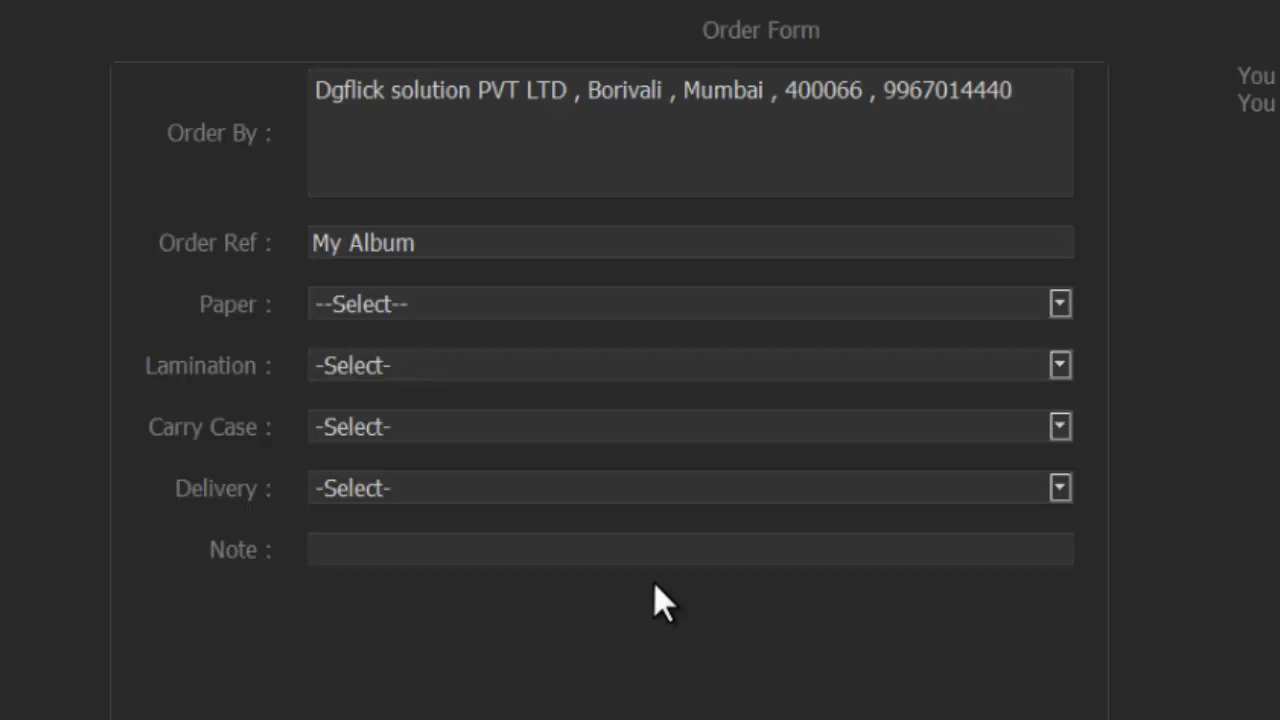 Order Form
You
You
Order By : Dgflick solution PVT LTD , Borivali , Mumbai , 400066 , 9967014440
Order Ref : My Album
Paper : --Select--
Lamination : -Select-
Carry Case : -Select-
Delivery : -Select-
Note :